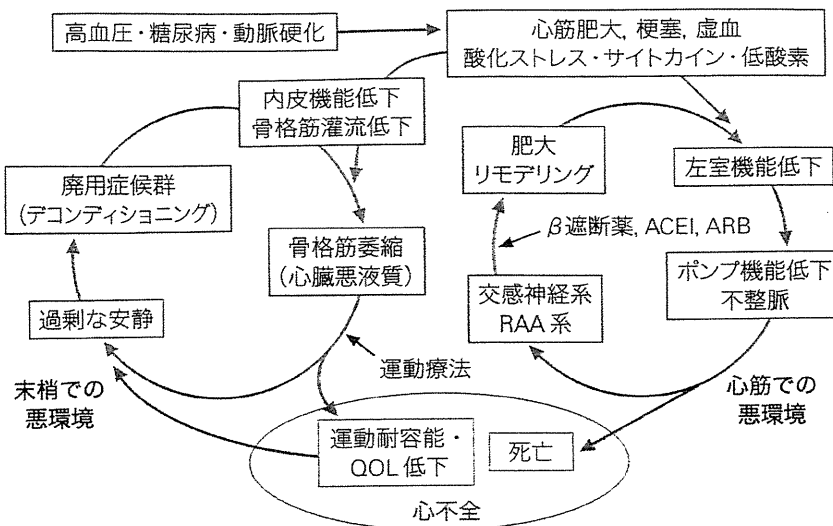 高血圧・糖尿病・動脈硬化
心筋肥大, 梗塞, 虚血
酸化ストレス・サイトカイン・低酸素
内皮機能低下
骨格筋灌流低下
肥大
リモデリング
左室機能低下
廃用症候群
(デコンディショニング)
β遮断薬, ACEI, ARB
骨格筋萎縮
(心臓悪液質)
ポンプ機能低下
不整脈
交感神経系
RAA 系
過剰な安静
運動療法
末梢での
悪環境
心筋での
悪環境
運動耐容能・
QOL 低下
死亡
心不全